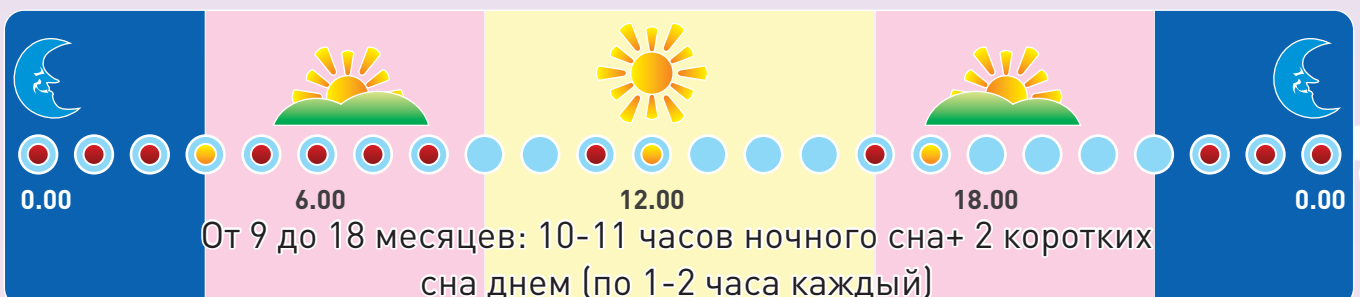 0.00 6.00 12.00 18.00 0.00
От 9 до 18 месяцев: 10-11 часов ночного сна+ 2 коротких
сна днем (по 1-2 часа каждый)